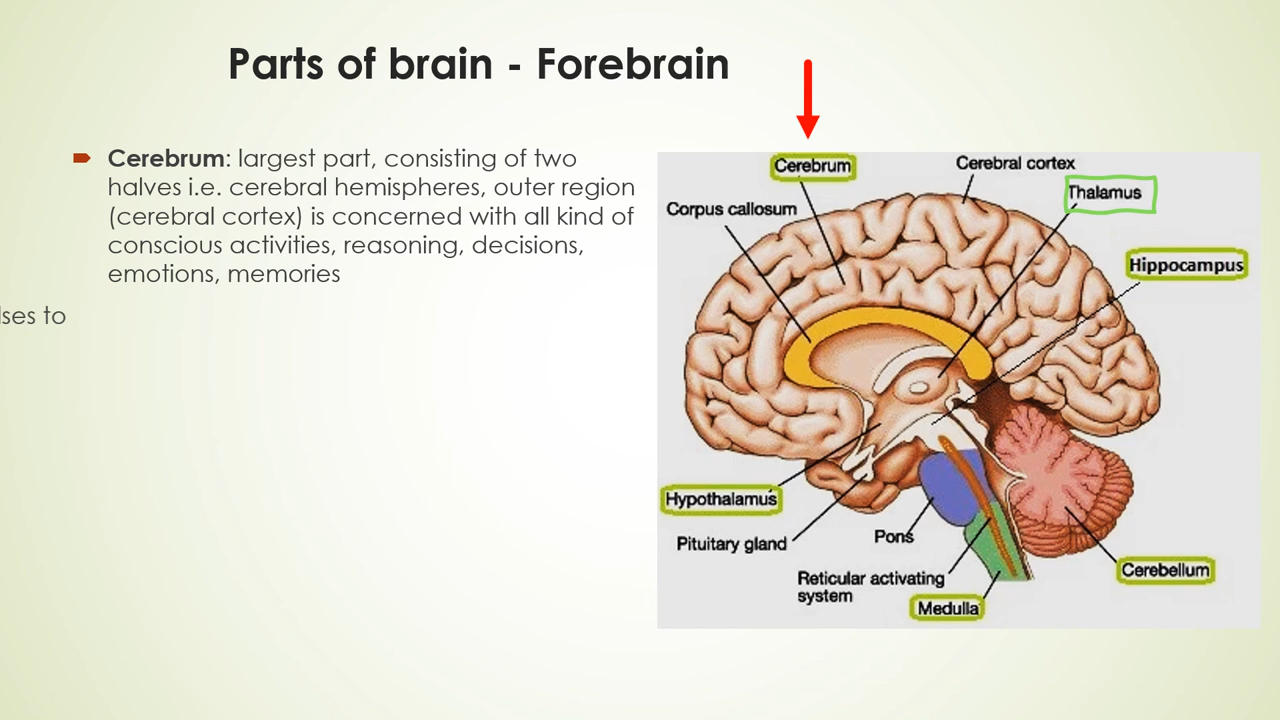 Parts of brain - Forebrain
Cerebrum: largest part, consisting of two
halves i.e. cerebral hemispheres, outer region
(cerebral cortex) is concerned with all kind of
conscious activities, reasoning, decisions,
emotions, memories
to
Cerebrum
Cerebral cortex
Thalamus
Corpus callosum
Hippocampus
Hypothalamus
Pituitary gland
Pons
Reticular activating
system
Medulla
Cerebellum